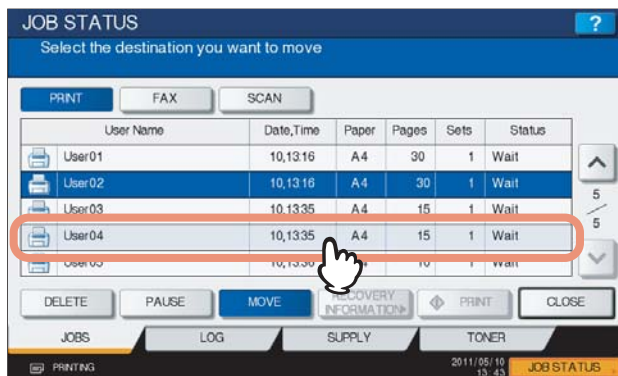 JOB STATUS ?
Select the destination you want to move
PRINT FAX SCAN
User Name Date,Time Paper Pages Sets Status
User01 10,13:16 A4 30 1 Wait
User02 10,13:16 A4 30 1 Wait
User03 10,13:35 A4 15 1 Wait
User04 10,13:35 A4 15 1 Wait
User05 1 Wait
5
5
DELETE PAUSE MOVE RECOVERY INFORMATION PRINT CLOSE
JOBS LOG SUPPLY TONER
PRINTING 2011/05/10
13:43 JOB STATUS